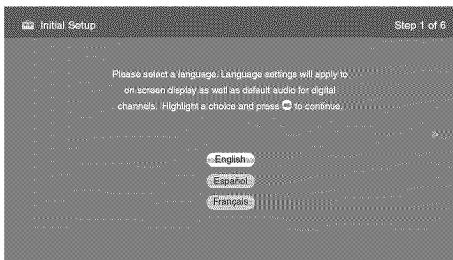 Initial Setup
Step 1 of 6
Please select a language. Language settings will apply to
on screen display as well as default audio for digital
channels. Highlight a choice and press to continue.
English
Español
Français